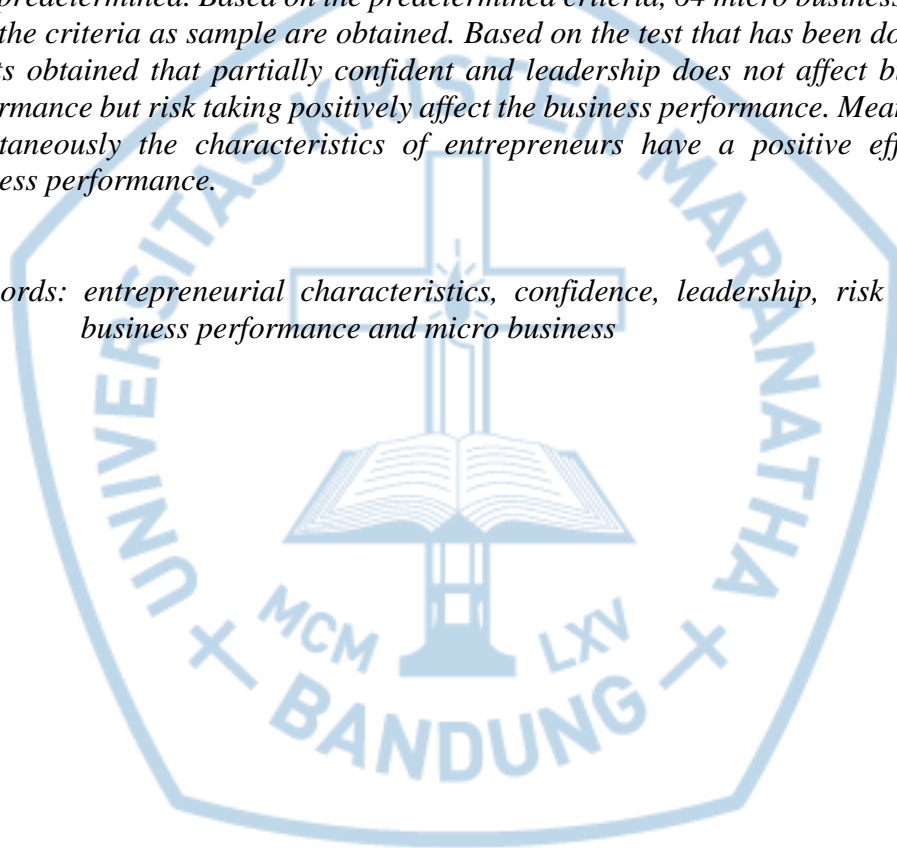 predetermined. Based on the predetermined criteria, 64 micro business
the criteria as sample are obtained. Based on the test that has been do
ts obtained that partially confident and leadership does not affect b
rmance but risk taking positively affect the business performance. Mea
taneously the characteristics of entrepreneurs have a positive eff
ess performance.
ords: entrepreneurial characteristics, confidence, leadership, risk
business performance and micro business
UNIVERSITAS KRISTEN MARANATHA
MCM LXV
BANDUNG